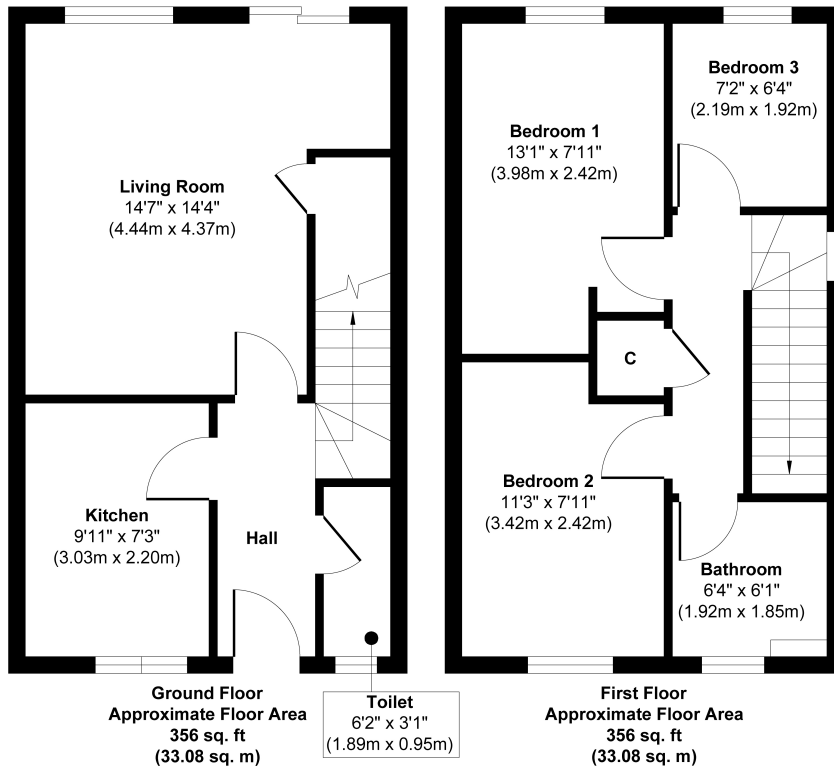 Living Room
14'7" x 14'4"
(4.44m x 4.37m)
Kitchen
9'11" x 7'3"
(3.03m x 2.20m)
Hall
Toilet
6'2" x 3'1"
(1.89m x 0.95m)
Ground Floor
Approximate Floor Area
356 sq. ft
(33.08 sq. m)
Bedroom 1
13'1" x 7'11"
(3.98m x 2.42m)
Bedroom 3
7'2" x 6'4"
(2.19m x 1.92m)
C
Bedroom 2
11'3" x 7'11"
(3.42m x 2.42m)
Bathroom
6'4" x 6'1"
(1.92m x 1.85m)
First Floor
Approximate Floor Area
356 sq. ft
(33.08 sq. m)